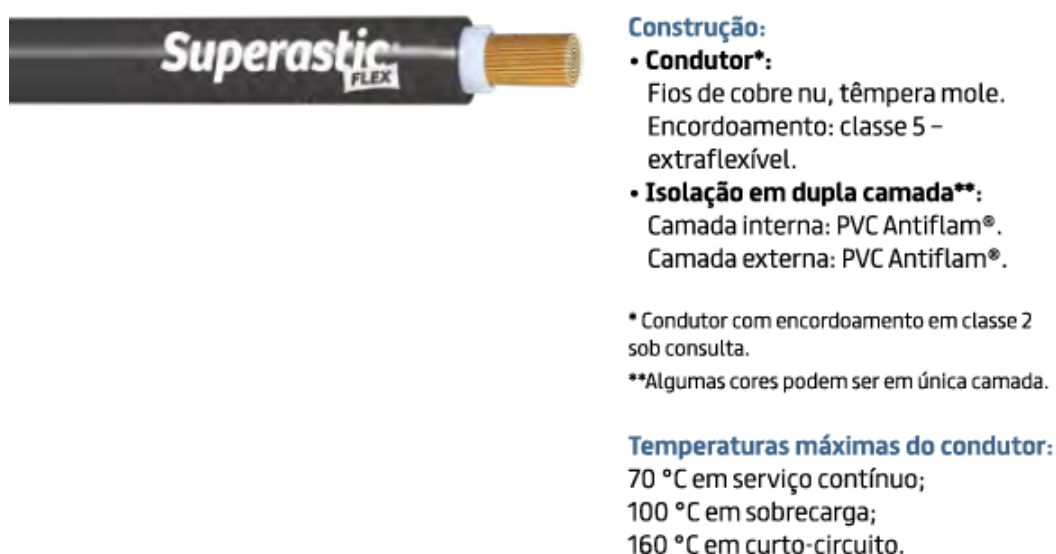 Superastic
FLEX
Construção:
• Condutor*:
Fios de cobre nu, têmpera mole.
Encordoamento: classe 5 –
extraflexível.
• Isolação em dupla camada**:
Camada interna: PVC Antiflam®.
Camada externa: PVC Antiflam®.
* Condutor com encordoamento em classe 2
sob consulta.
**Algumas cores podem ser em única camada.
Temperaturas máximas do condutor:
70 °C em serviço contínuo;
100 °C em sobrecarga;
160 °C em curto-circuito.